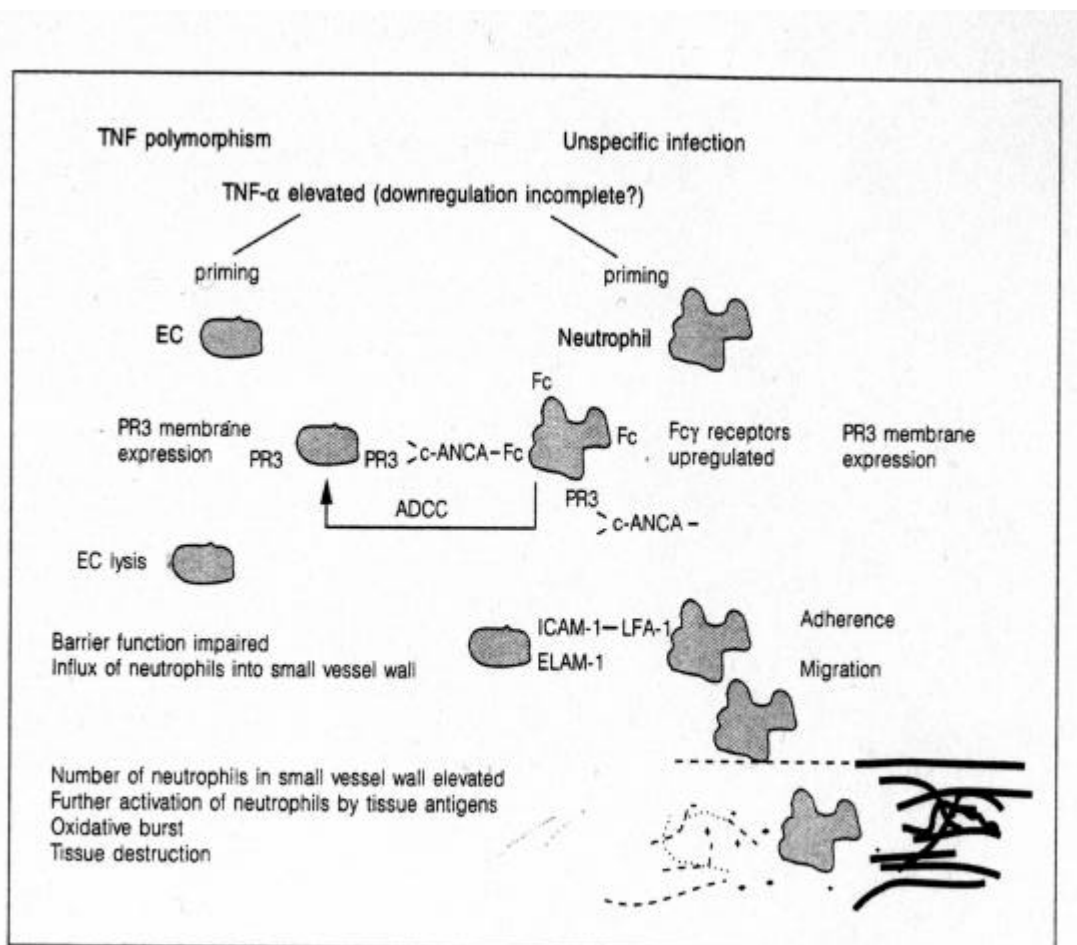 TNF polymorphism
Unspecific infection
TNF-α elevated (downregulation incomplete?)
priming
priming
EC
Neutrophil
Fc
PR3 membrane
expression
PR3
PR3
c-ANCA–Fc
Fc
Fcγ receptors
upregulated
PR3 membrane
expression
ADCC
PR3
c-ANCA –
EC lysis
ICAM-1–LFA-1
ELAM-1
Adherence
Migration
Barrier function impaired
Influx of neutrophils into small vessel wall
Number of neutrophils in small vessel wall elevated
Further activation of neutrophils by tissue antigens
Oxidative burst
Tissue destruction